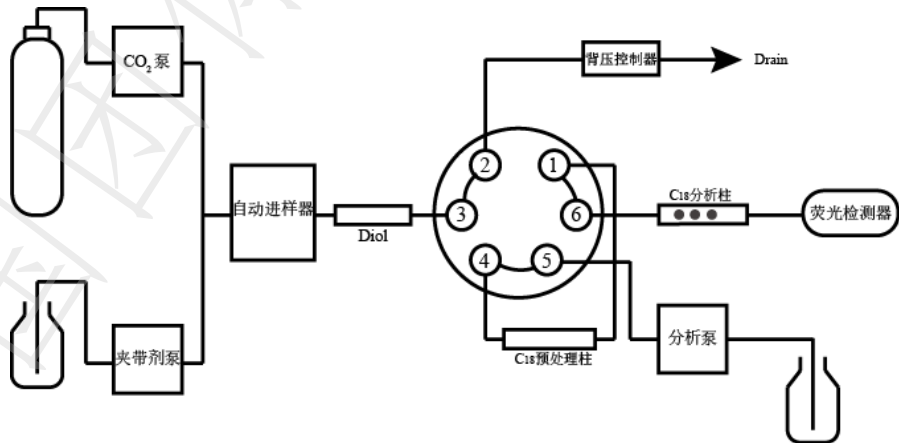 CO2泵
背压控制器
Drain
2
1
C18分析柱
自动进样器
3
6
荧光检测器
Diol
4
5
夹带剂泵
C18预处理柱
分析泵